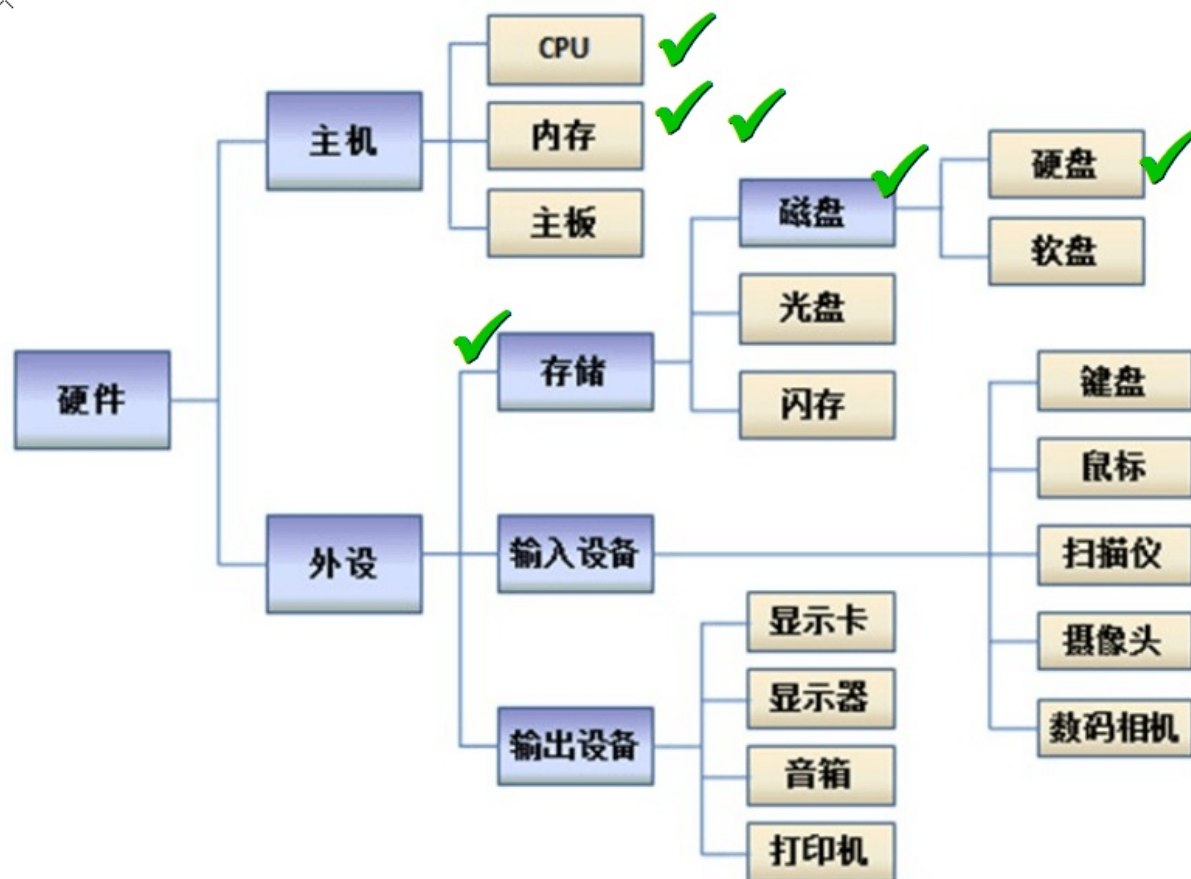 CPU
内存
主板
主机
硬盘
软盘
磁盘
光盘
闪存
存储
硬件
外设
输入设备
键盘
鼠标
扫描仪
摄像头
数码相机
输出设备
显示卡
显示器
音箱
打印机